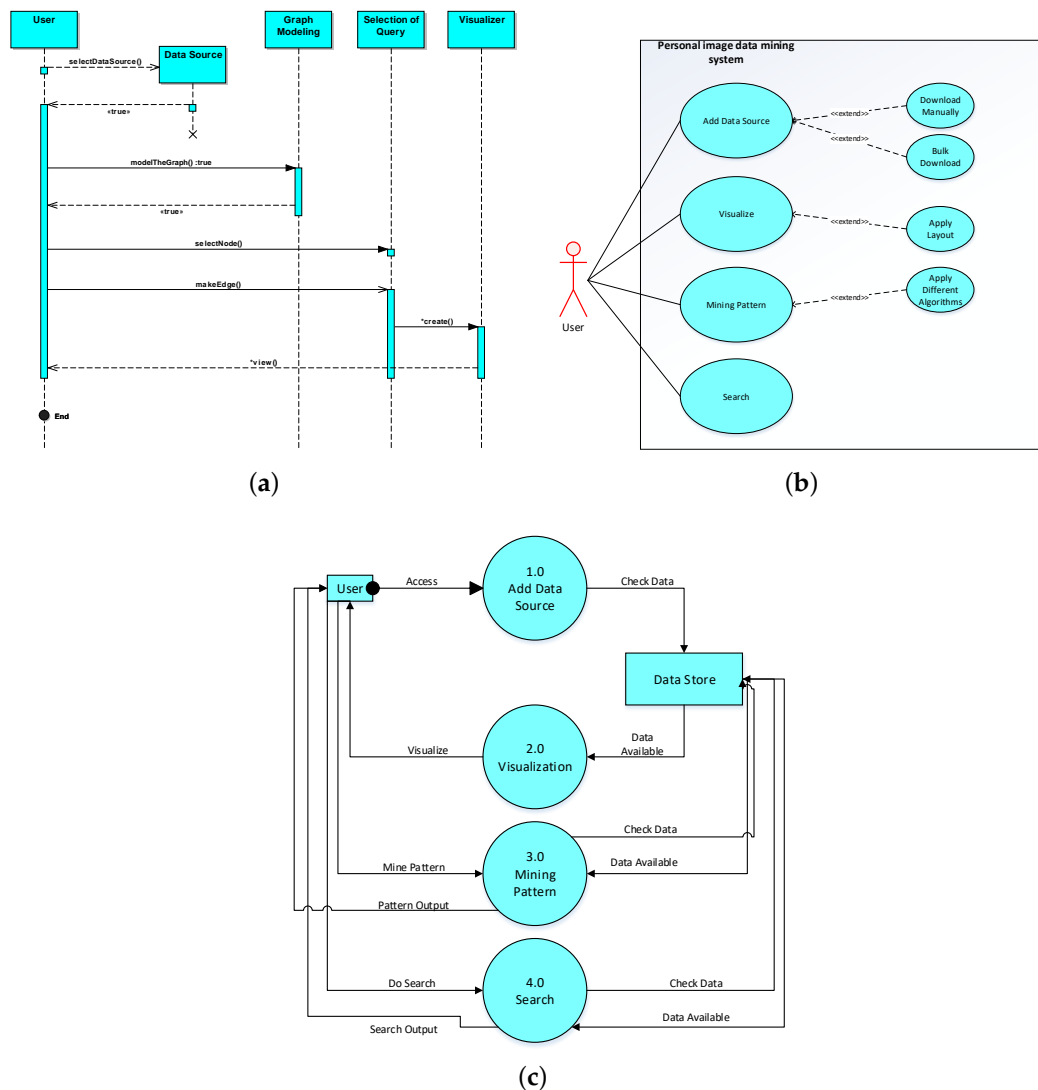 User
Graph
Modeling
Selection of
Query
Visualizer
Data Source
selectDataSource()
«true»
modelTheGraph() :true
«true»
selectNode()
makeEdge()
*create()
*view()
End
(a)
Personal image data mining
system
Add Data Source
<<extend>>
Download
Manually
<<extend>>
Bulk
Download
Visualize
<<extend>>
Apply
Layout
Mining Pattern
<<extend>>
Apply
Different
Algorithms
User
Search
(b)
User
Access
1.0
Add Data
Source
Check Data
Data Store
Visualize
2.0
Visualization
Data
Available
Mine Pattern
3.0
Mining
Pattern
Check Data
Data Available
Pattern Output
Do Search
4.0
Search
Check Data
Data Available
Search Output
(c)